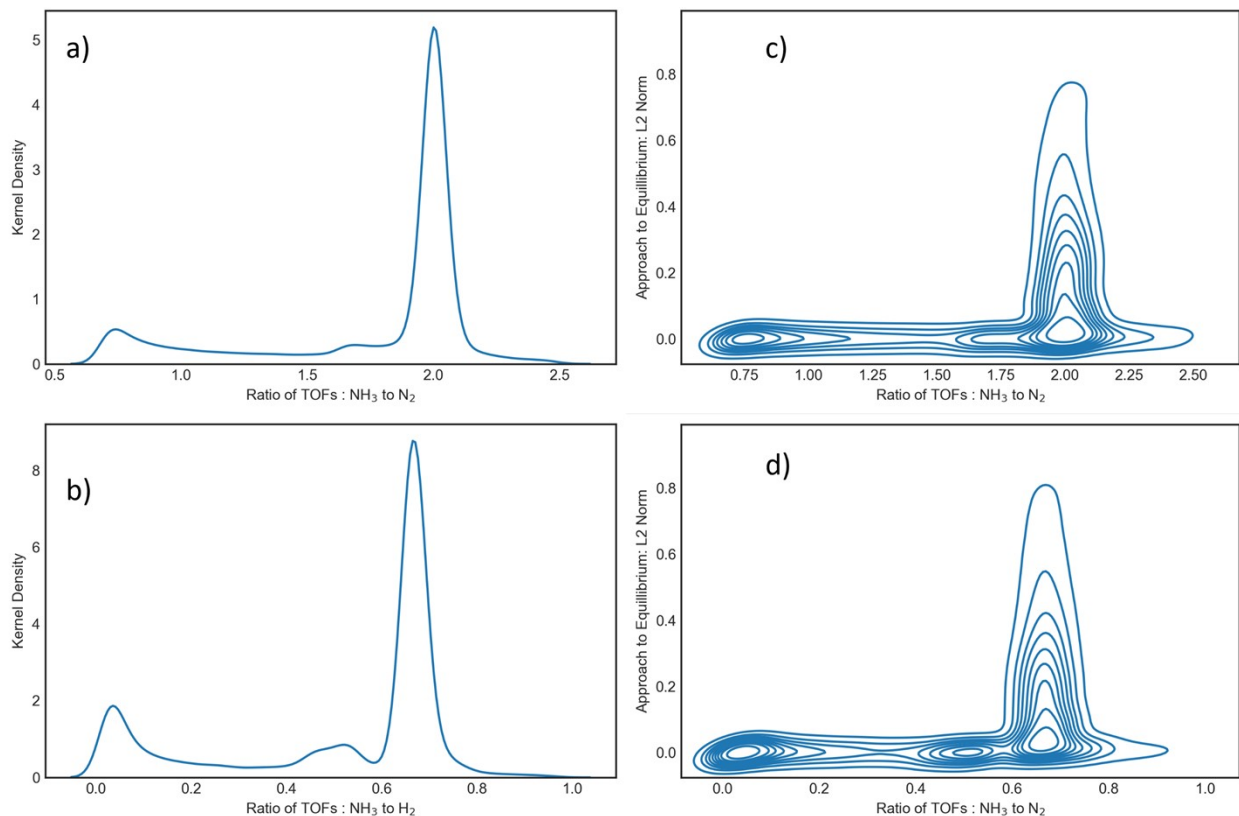 a)
Kernel Density
5
4
3
2
1
0
0.5 1.0 1.5 2.0 2.5
Ratio of TOFs : NH₃ to N₂
c)
Approach to Equillibrium: L2 Norm
0.8
0.6
0.4
0.2
0.0
0.75 1.00 1.25 1.50 1.75 2.00 2.25 2.50
Ratio of TOFs : NH₃ to N₂
b)
Kernel Density
8
6
4
2
0
0.0 0.2 0.4 0.6 0.8 1.0
Ratio of TOFs : NH₃ to H₂
d)
Approach to Equillibrium: L2 Norm
0.8
0.6
0.4
0.2
0.0
0.0 0.2 0.4 0.6 0.8 1.0
Ratio of TOFs : NH₃ to N₂